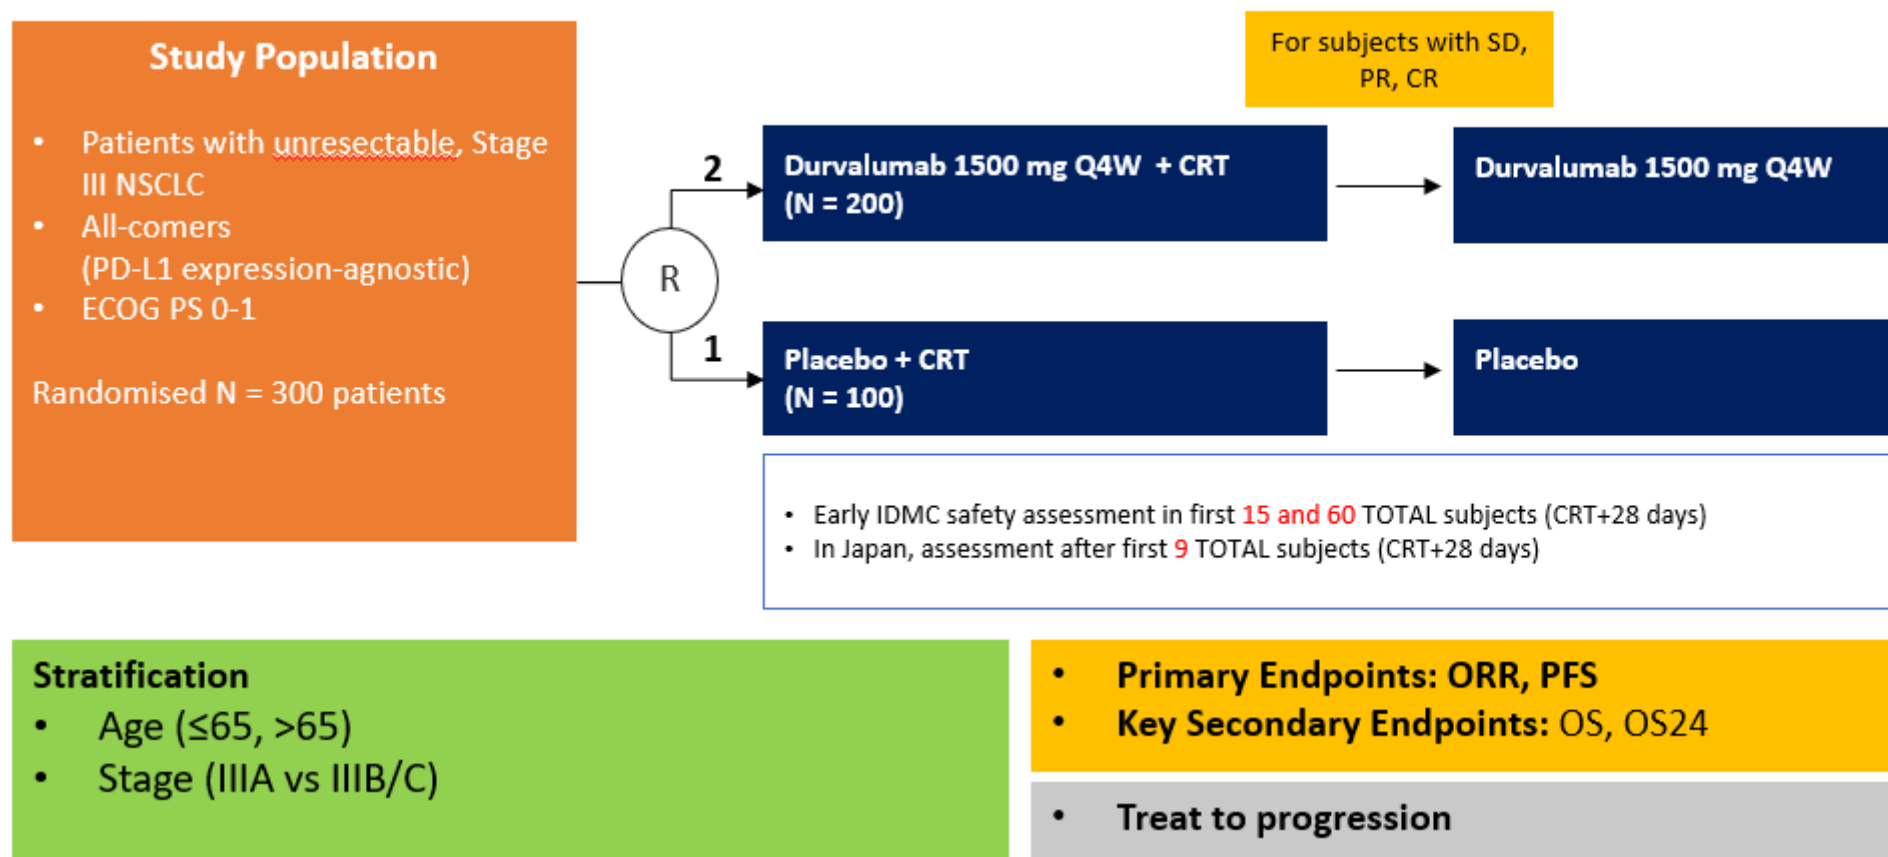 Study Population
• Patients with unresectable, Stage
III NSCLC
• All-comers
(PD-L1 expression-agnostic)
• ECOG PS 0-1
Randomised N = 300 patients
R
2
1
For subjects with SD,
PR, CR
Durvalumab 1500 mg Q4W + CRT
(N = 200)
Durvalumab 1500 mg Q4W
Placebo + CRT
(N = 100)
Placebo
• Early IDMC safety assessment in first 15 and 60 TOTAL subjects (CRT+28 days)
• In Japan, assessment after first 9 TOTAL subjects (CRT+28 days)
Stratification
• Age (≤65, >65)
• Stage (IIIA vs IIIB/C)
• Primary Endpoints: ORR, PFS
• Key Secondary Endpoints: OS, OS24
• Treat to progression